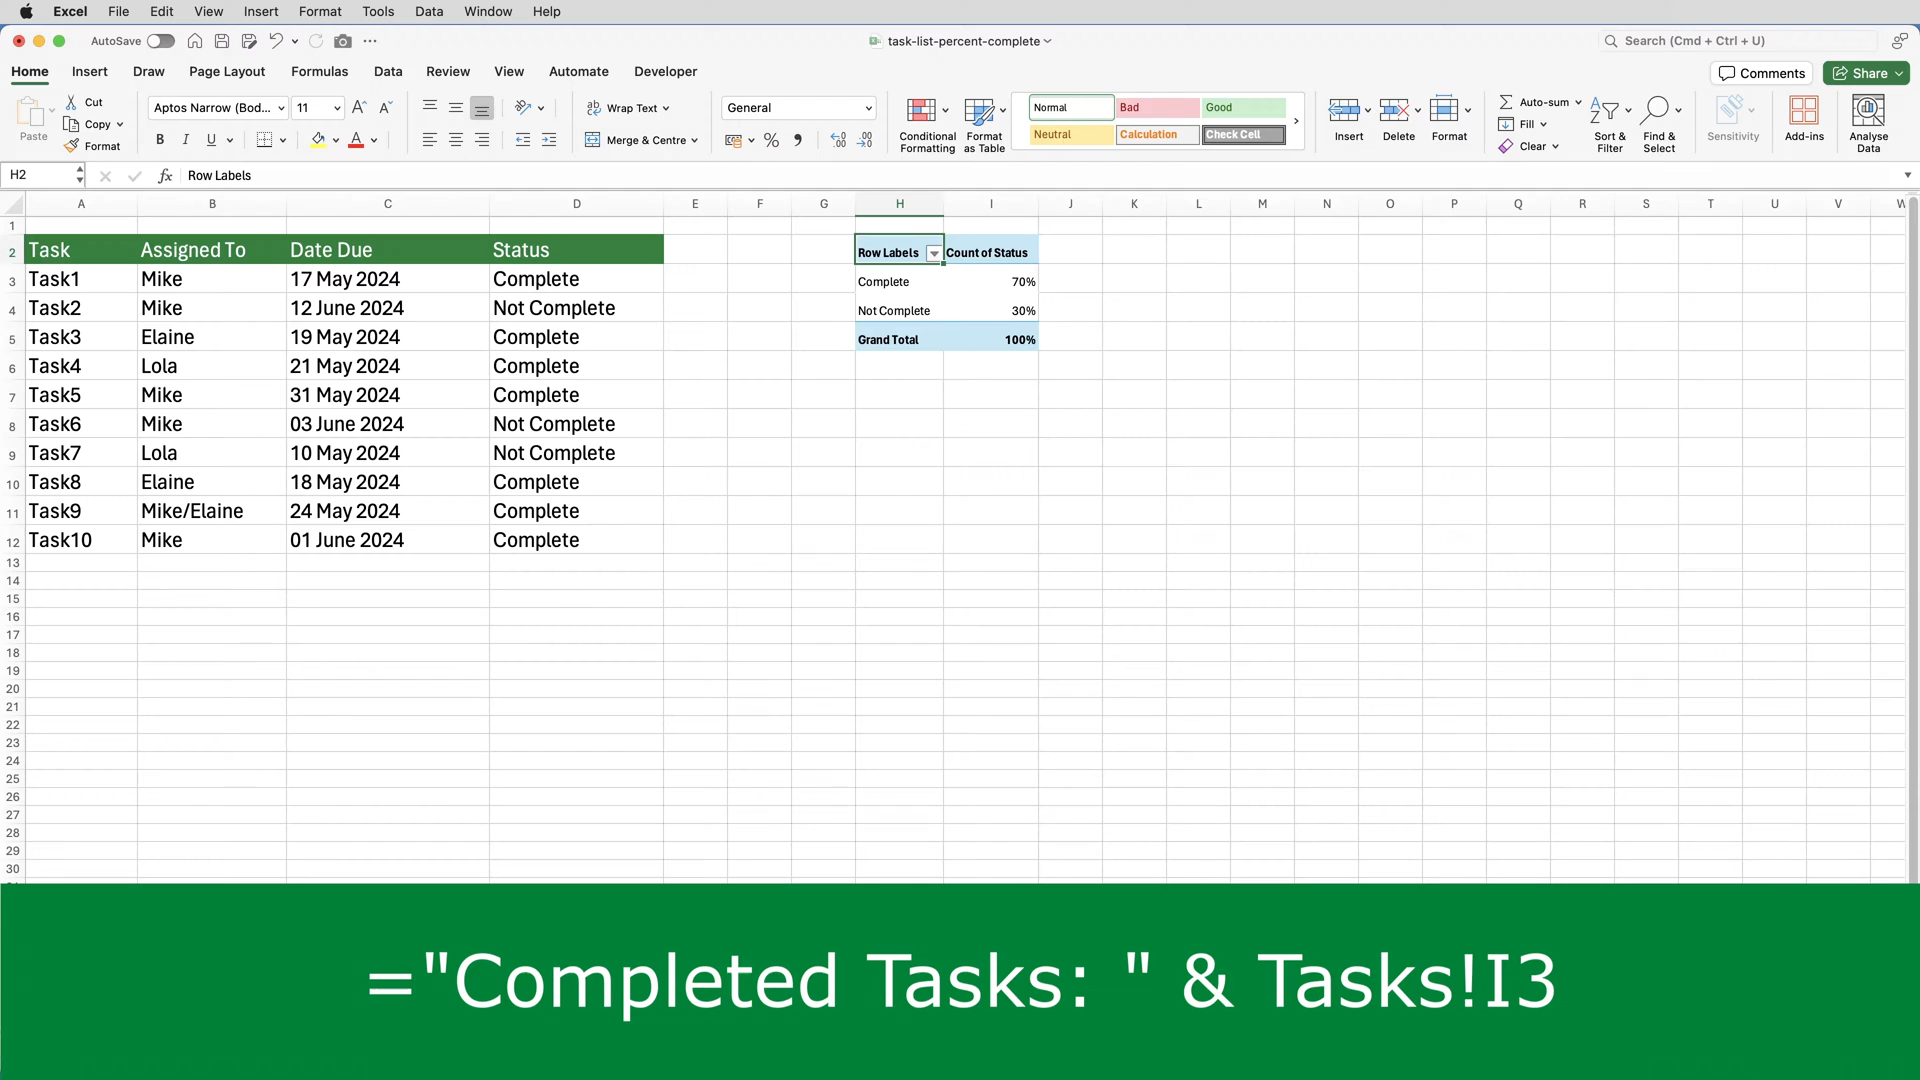 Excel File Edit View Insert Format Tools Data Window Help
AutoSave task-list-percent-complete Search (Cmd + Ctrl + U)
Home Insert Draw Page Layout Formulas Data Review View Automate Developer Comments Share
Paste Cut Copy Format
Aptos Narrow (Bod... 11 A A
B I U A
Wrap Text
Merge & Centre
General
%
Conditional Formatting
Format as Table
Normal Bad Good
Neutral Calculation Check Cell
Insert Delete Format
Auto-sum
Fill
Clear
Sort & Filter
Find & Select
Sensitivity
Add-ins
Analyse Data
H2 fx Row Labels
A B C D E F G H I J K L M N O P Q R S T U V W
1
2 Task Assigned To Date Due Status Row Labels Count of Status
3 Task1 Mike 17 May 2024 Complete Complete 70%
4 Task2 Mike 12 June 2024 Not Complete Not Complete 30%
5 Task3 Elaine 19 May 2024 Complete Grand Total 100%
6 Task4 Lola 21 May 2024 Complete
7 Task5 Mike 31 May 2024 Complete
8 Task6 Mike 03 June 2024 Not Complete
9 Task7 Lola 10 May 2024 Not Complete
10 Task8 Elaine 18 May 2024 Complete
11 Task9 Mike/Elaine 24 May 2024 Complete
12 Task10 Mike 01 June 2024 Complete
13
14
15
16
17
18
19
20
21
22
23
24
25
26
27
28
29
30
="Completed Tasks: " & Tasks!I3